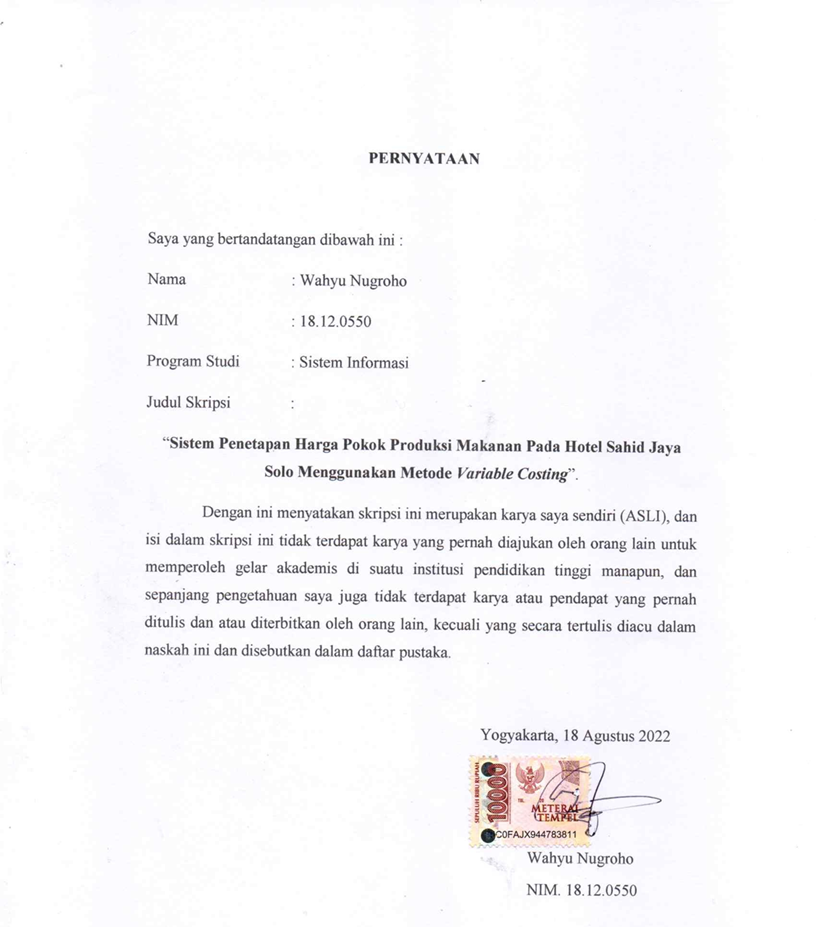 PERNYATAAN
Saya yang bertandatangan dibawah ini :
Nama : Wahyu Nugroho
NIM : 18.12.0550
Program Studi : Sistem Informasi
Judul Skripsi :
“Sistem Penetapan Harga Pokok Produksi Makanan Pada Hotel Sahid Jaya
Solo Menggunakan Metode Variable Costing”.
Dengan ini menyatakan skripsi ini merupakan karya saya sendiri (ASLI), dan
isi dalam skripsi ini tidak terdapat karya yang pernah diajukan oleh orang lain untuk
memperoleh gelar akademis di suatu institusi pendidikan tinggi manapun, dan
sepanjang pengetahuan saya juga tidak terdapat karya atau pendapat yang pernah
ditulis dan atau diterbitkan oleh orang lain, kecuali yang secara tertulis diacu dalam
naskah ini dan disebutkan dalam daftar pustaka.
Yogyakarta, 18 Agustus 2022
SEPULUH RIBU RUPIAH
10000
METERAI
TEMPEL
C0FAJX944783811
Wahyu Nugroho
NIM. 18.12.0550